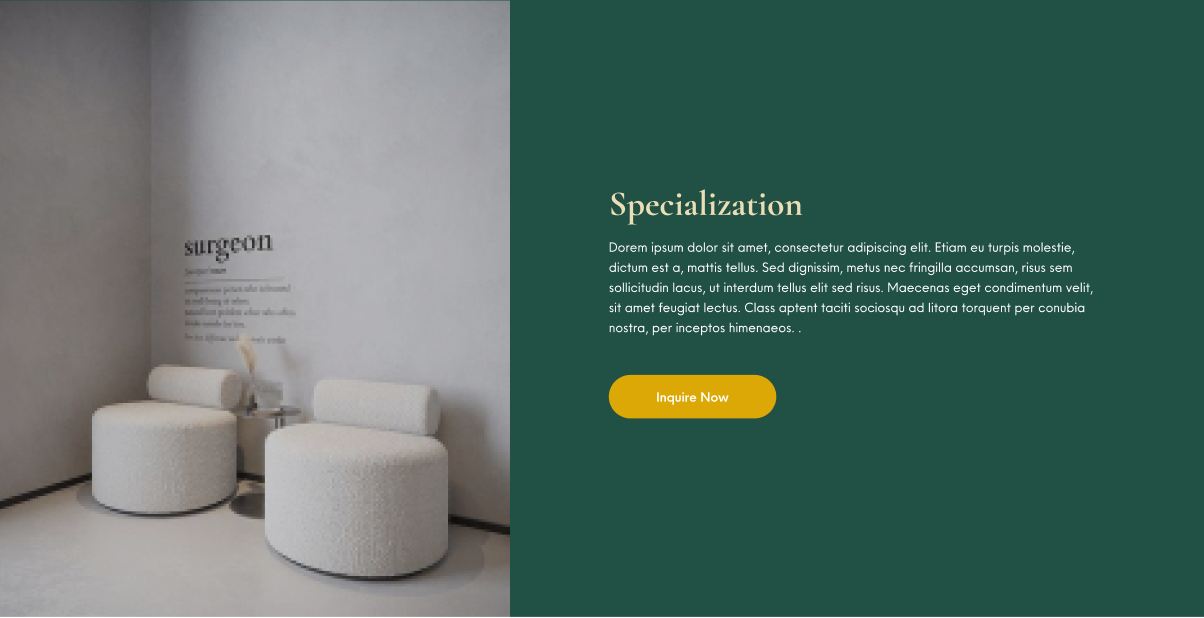 surgeon
Specialization
Dorem ipsum dolor sit amet, consectetur adipiscing elit. Etiam eu turpis molestie,
dictum est a, mattis tellus. Sed dignissim, metus nec fringilla accumsan, risus sem
sollicitudin lacus, ut interdum tellus elit sed risus. Maecenas eget condimentum velit,
sit amet feugiat lectus. Class aptent taciti sociosqu ad litora torquent per conubia
nostra, per inceptos himenaeos. .
Inquire Now